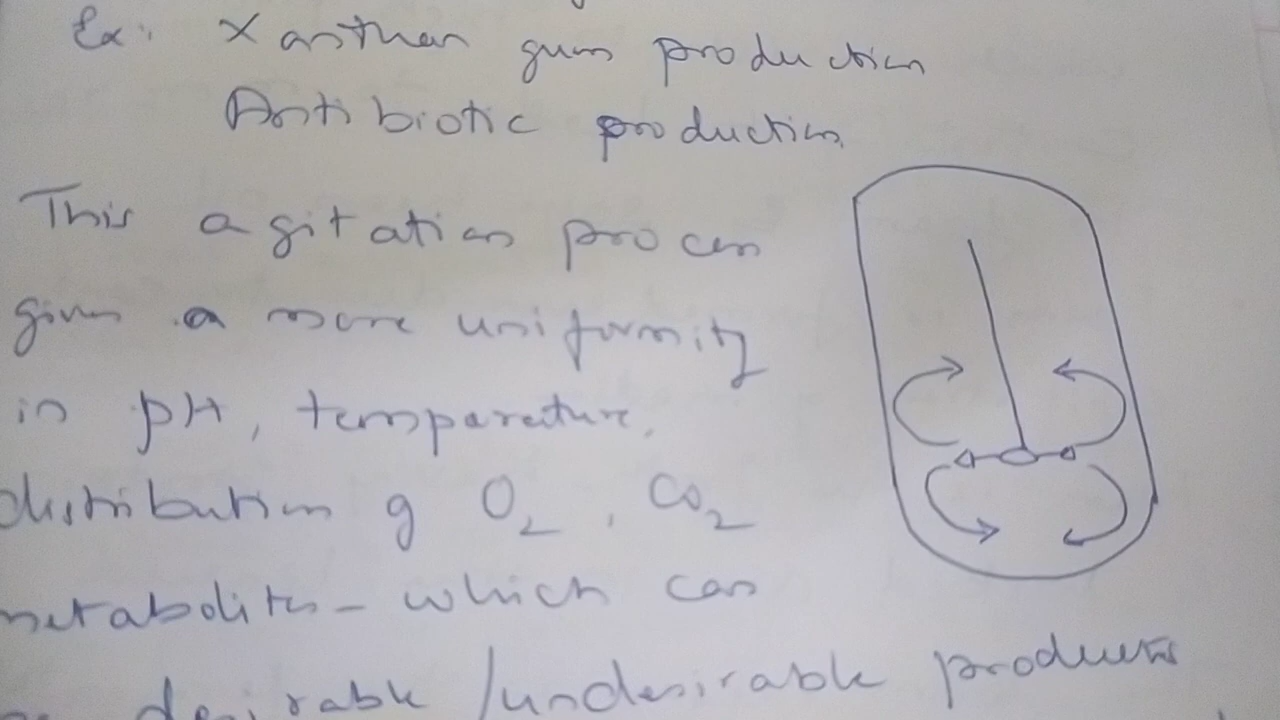 Ex: Xanthan gum production
Antibiotic production
This agitation process
gives a more uniformity
in pH, temperature,
distribution of O₂, CO₂
metabolites - which can
desirable /undesirable products